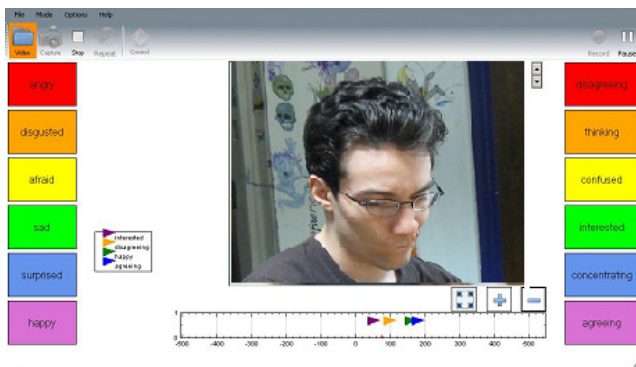 File Mode Options Help
Video Capture Stop Repeat Control Record Pause
angry
disgusted
afraid
sad
surprised
happy
disagreeing
thinking
confused
interested
concentrating
agreeing
interested
disagreeing
happy
agreeing
1
0
-500 -400 -300 -200 -100 0 100 200 300 400 500